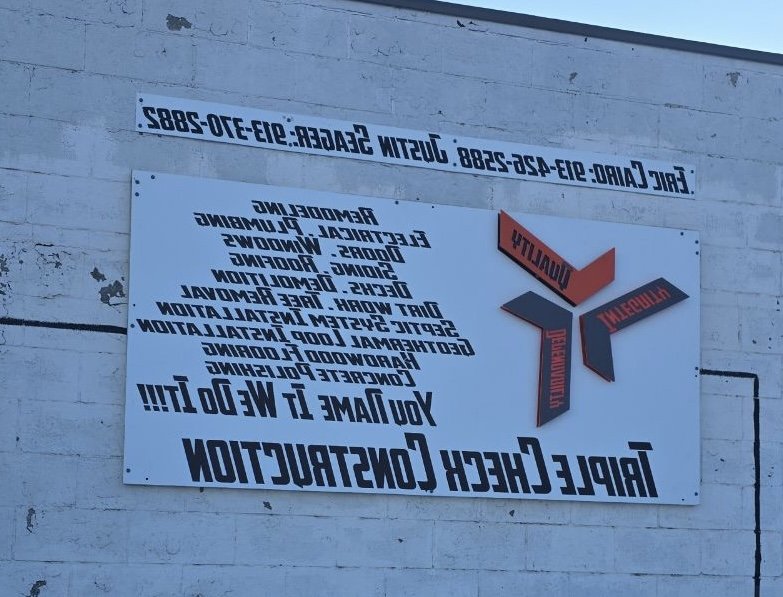 Eric Cairo: 913-426-2588, Justin Seager: 913-370-2882
Remodeling
Electrical. Plumbing
Doors. Windows
Siding. Roofing
Decks. Demolition
Dirt work. Tree Removal
Septic System Installation
Geothermal Loop Installation
Hardwood Flooring
Concrete Polishing
You Name It We Do It!!!
Quality
Integrity
Dependability
Triple Check Construction